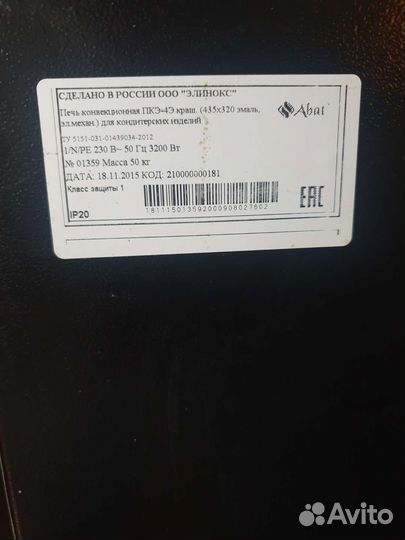 СДЕЛАНО В РОССИИ ООО "ЭЛИНОКС"
Печь конвекционная ПКЭ-4Э краш. (435х320 эмаль,
эл.механ.) для кондитерских изделий
Abat
ТУ 5151-031-01439034-2012
1/N/PE 230 В~ 50 Гц 3200 Вт
№ 01359 Масса 50 кг
ДАТА: 18.11.2015 КОД: 210000000181
Класс защиты 1
IP20
181115013592000908027602
EAC
Avito